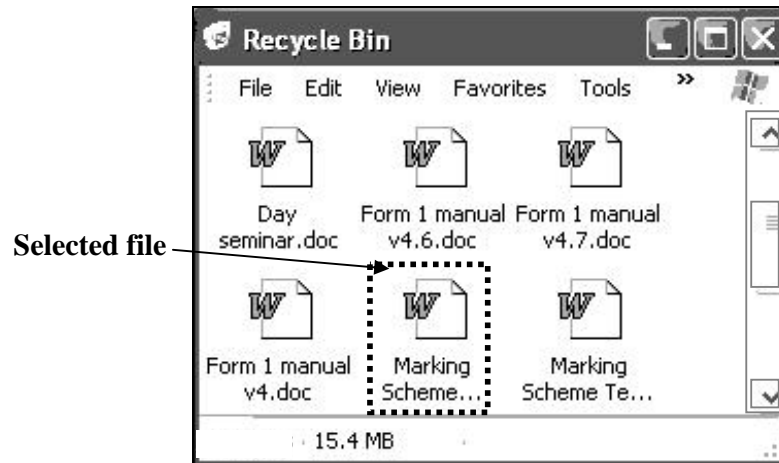 Recycle Bin
File Edit View Favorites Tools »
Day seminar.doc
Form 1 manual v4.6.doc
Form 1 manual v4.7.doc
Selected file
Form 1 manual v4.doc
Marking Scheme...
Marking Scheme Te...
15.4 MB